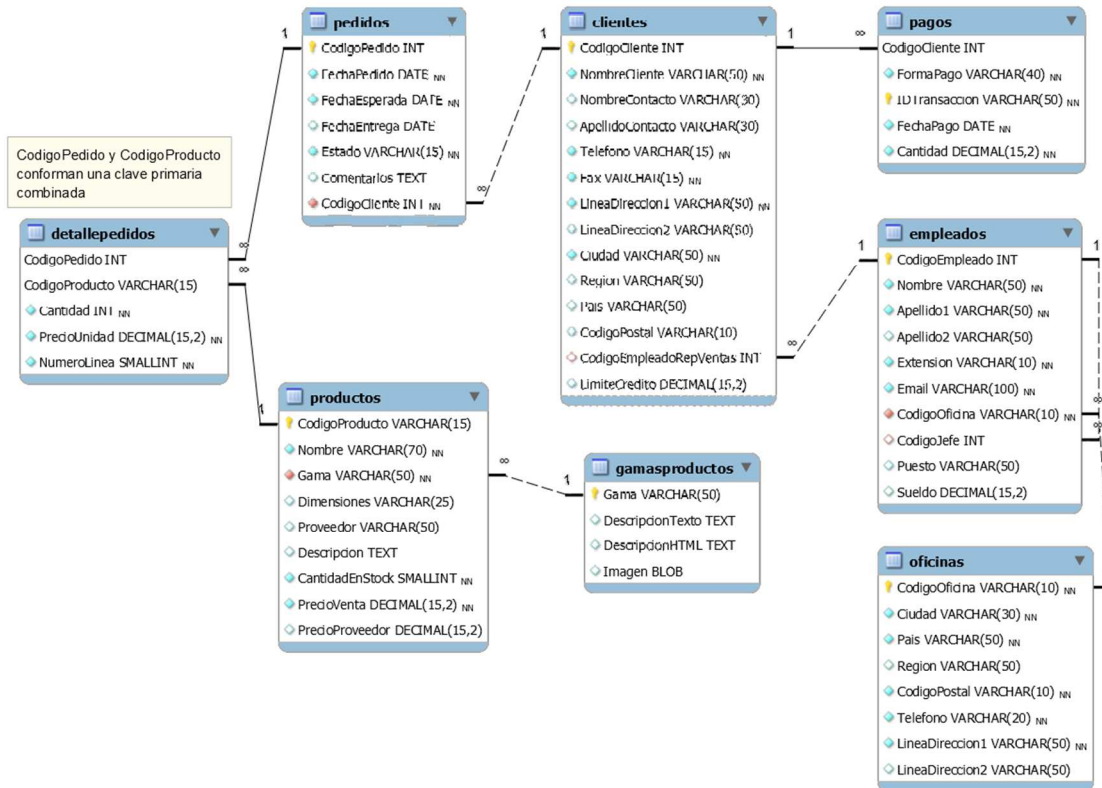 pedidos
CodigoPedido INT
FechaPedido DATE NN
FechaEsperada DATE NN
FechaEntrega DATE
Estado VARCHAR(15) NN
Comentarios TEXT
CodigoCliente INT NN
clientes
CodigoCliente INT
NombreCliente VARCHAR(50) NN
NombreContacto VARCHAR(30)
ApellidoContacto VARCHAR(30)
Telefono VARCHAR(15) NN
Fax VARCHAR(15) NN
LineaDireccion1 VARCHAR(50) NN
LineaDireccion2 VARCHAR(50)
Ciudad VARCHAR(50) NN
Region VARCHAR(50)
Pais VARCHAR(50)
CodigoPostal VARCHAR(10)
CodigoEmpleadoRepVentas INT
LimiteCredito DECIMAL(15,2)
pagos
CodigoCliente INT
FormaPago VARCHAR(40) NN
IDTransaccion VARCHAR(50) NN
FechaPago DATE NN
Cantidad DECIMAL(15,2) NN
CodigoPedido y CodigoProducto
conforman una clave primaria
combinada
detallepedidos
CodigoPedido INT
CodigoProducto VARCHAR(15)
Cantidad INT NN
PrecioUnidad DECIMAL(15,2) NN
NumeroLinea SMALLINT NN
empleados
CodigoEmpleado INT
Nombre VARCHAR(50) NN
Apellido1 VARCHAR(50) NN
Apellido2 VARCHAR(50)
Extension VARCHAR(10) NN
Email VARCHAR(100) NN
CodigoOficina VARCHAR(10) NN
CodigoJefe INT
Puesto VARCHAR(50)
Sueldo DECIMAL(15,2)
productos
CodigoProducto VARCHAR(15)
Nombre VARCHAR(70) NN
Gama VARCHAR(50) NN
Dimensiones VARCHAR(25)
Proveedor VARCHAR(50)
Descripcion TEXT
CantidadEnStock SMALLINT NN
PrecioVenta DECIMAL(15,2) NN
PrecioProveedor DECIMAL(15,2)
gamasproductos
Gama VARCHAR(50)
DescripcionTexto TEXT
DescripcionHTML TEXT
Imagen BLOB
oficinas
CodigoOficina VARCHAR(10) NN
Ciudad VARCHAR(30) NN
Pais VARCHAR(50) NN
Region VARCHAR(50)
CodigoPostal VARCHAR(10) NN
Telefono VARCHAR(20) NN
LineaDireccion1 VARCHAR(50) NN
LineaDireccion2 VARCHAR(50)
1
∞
1
∞
1
∞
1
∞
∞
1
∞
1
1
∞
∞